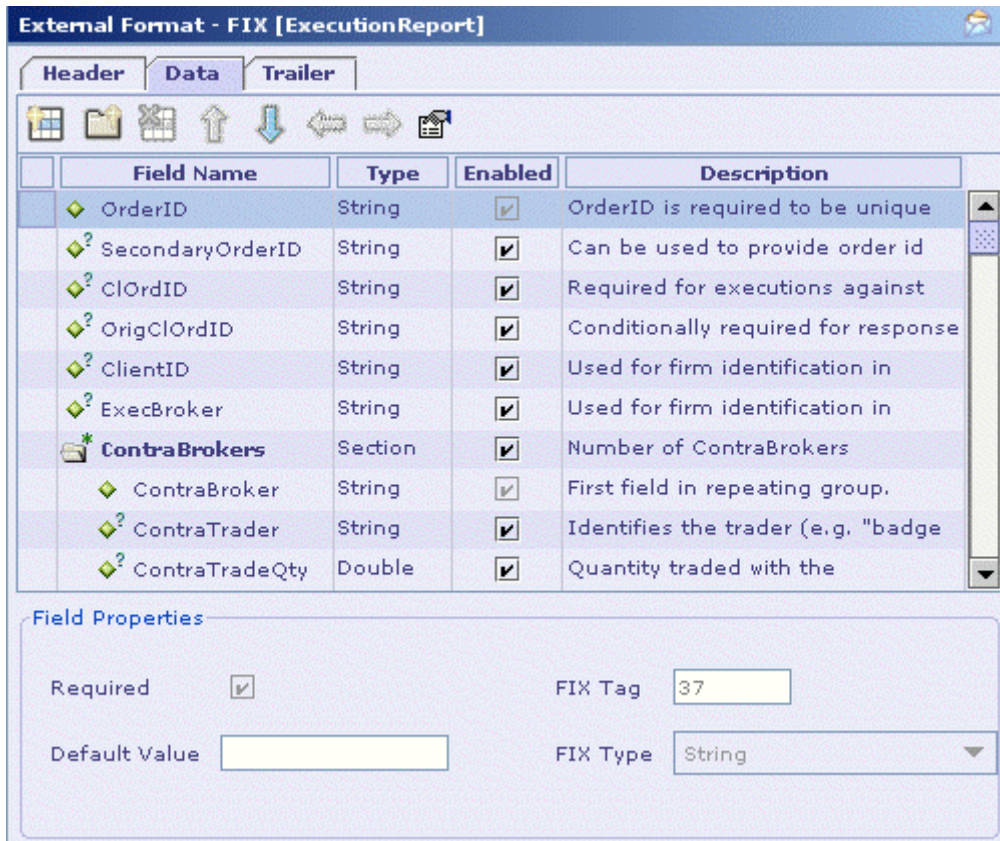 External Format - FIX [ExecutionReport]
Header Data Trailer
Field Name Type Enabled Description
OrderID String OrderID is required to be unique
? SecondaryOrderID String Can be used to provide order id
? ClOrdID String Required for executions against
? OrigClOrdID String Conditionally required for response
? ClientID String Used for firm identification in
? ExecBroker String Used for firm identification in
* ContraBrokers Section Number of ContraBrokers
ContraBroker String First field in repeating group.
? ContraTrader String Identifies the trader (e.g. "badge
? ContraTradeQty Double Quantity traded with the
Field Properties
Required FIX Tag 37
Default Value FIX Type String